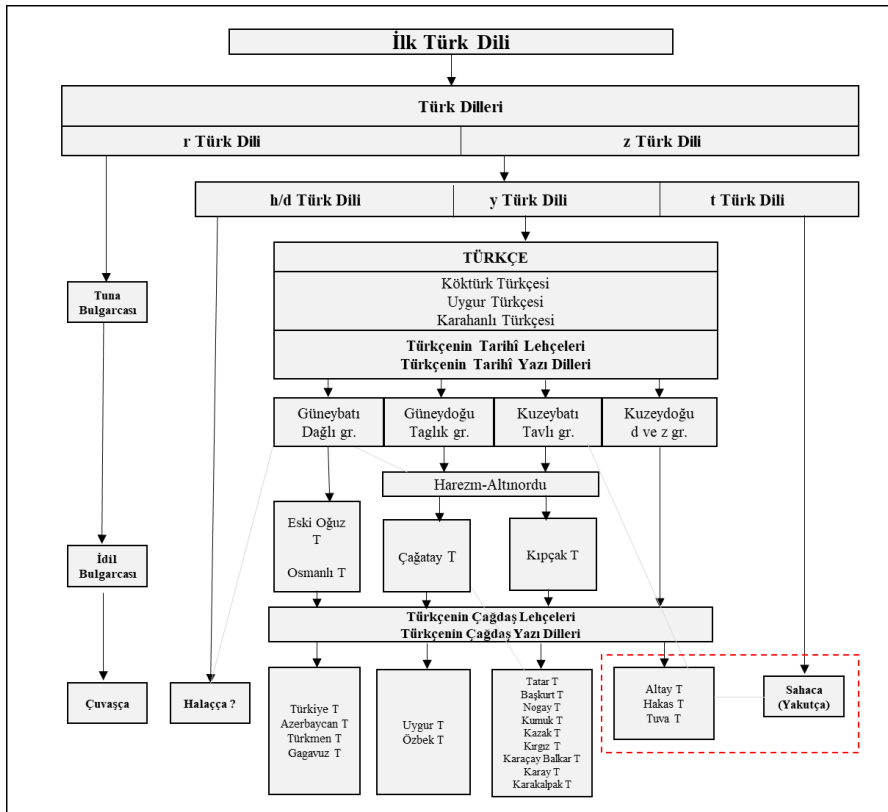 İlk Türk Dili
Türk Dilleri
r Türk Dili
z Türk Dili
h/d Türk Dili
y Türk Dili
t Türk Dili
TÜRKÇE
Köktürk Türkçesi
Uygur Türkçesi
Karahanlı Türkçesi
Türkçenin Tarihî Lehçeleri
Türkçenin Tarihî Yazı Dilleri
Tuna
Bulgarcası
Güneybatı
Dağlı gr.
Güneydoğu
Taglık gr.
Kuzeybatı
Tavlı gr.
Kuzeydoğu
d ve z gr.
Harezm-Altınordu
Eski Oğuz
T
Osmanlı T
Çağatay T
Kıpçak T
İdil
Bulgarcası
Türkçenin Çağdaş Lehçeleri
Türkçenin Çağdaş Yazı Dilleri
Çuvaşça
Halaçça ?
Türkiye T
Azerbaycan T
Türkmen T
Gagavuz T
Uygur T
Özbek T
Tatar T
Başkurt T
Nogay T
Kumuk T
Kazak T
Kırgız T
Karaçay Balkar T
Karay T
Karakalpak T
Altay T
Hakas T
Tuva T
Sahaca
(Yakutça)